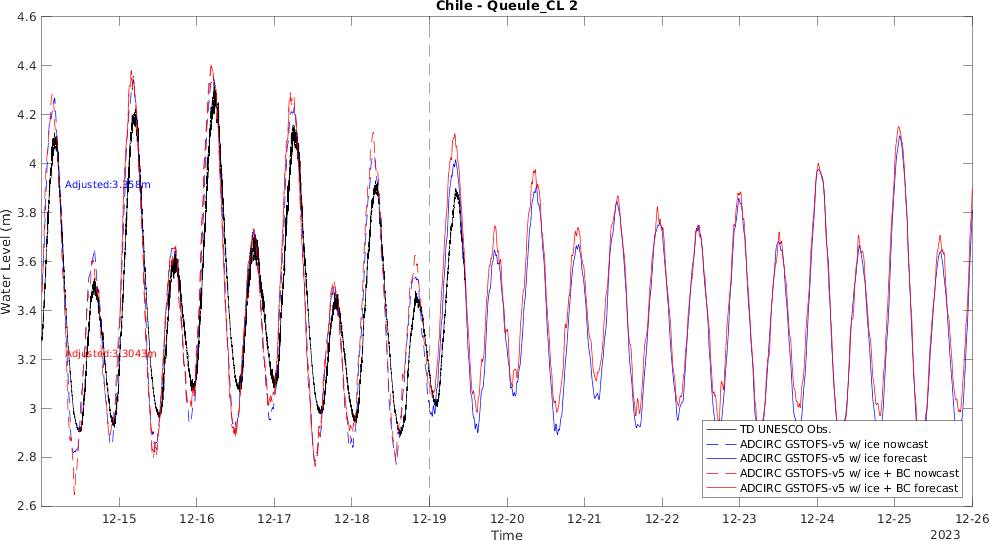 Chile - Queule_CL 2
4.6
4.4
4.2
4
3.8
3.6
3.4
3.2
3
2.8
2.6
Water Level (m)
Adjusted:3.358m
Adjusted:3.3043m
TD UNESCO Obs.
ADCIRC GSTOFS-v5 w/ ice nowcast
ADCIRC GSTOFS-v5 w/ ice forecast
ADCIRC GSTOFS-v5 w/ ice + BC nowcast
ADCIRC GSTOFS-v5 w/ ice + BC forecast
12-15 12-16 12-17 12-18 12-19 12-20 12-21 12-22 12-23 12-24 12-25 12-26
Time
2023